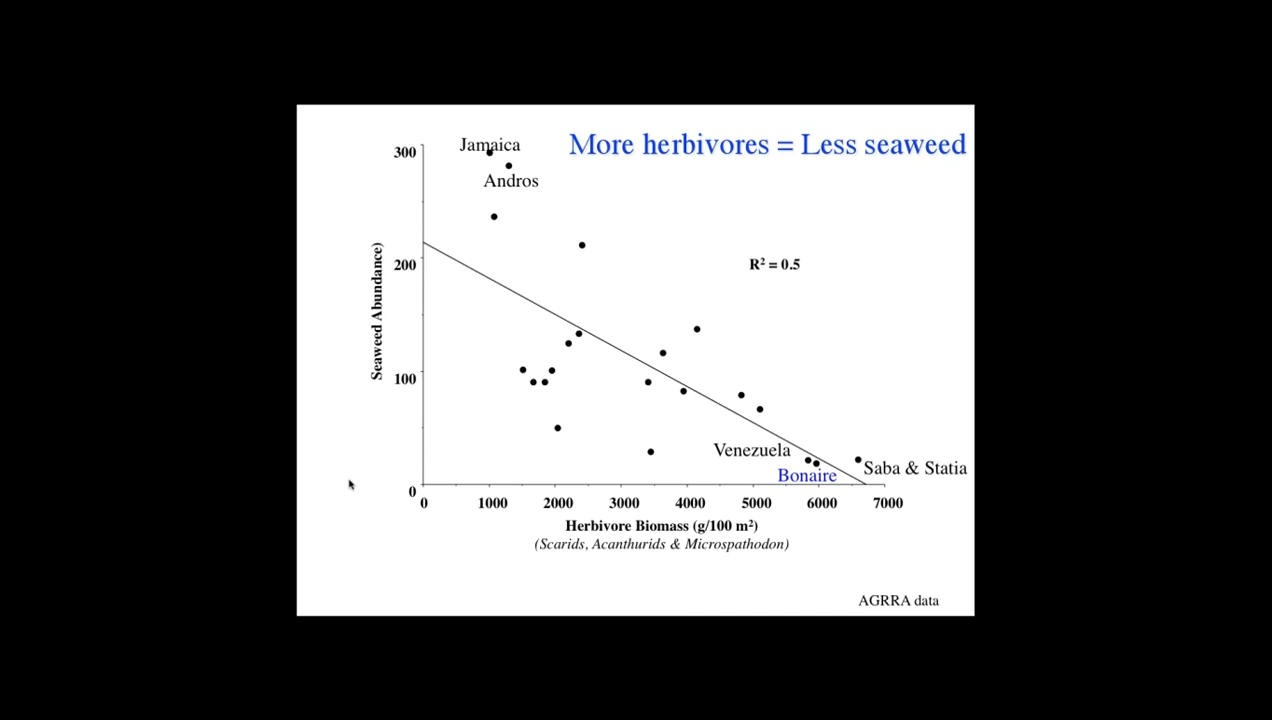 More herbivores = Less seaweed
Jamaica
Andros
R² = 0.5
Seaweed Abundance)
300
200
100
0
Venezuela
Bonaire
Saba & Statia
0 1000 2000 3000 4000 5000 6000 7000
Herbivore Biomass (g/100 m²)
(Scarids, Acanthurids & Microspathodon)
AGRRA data